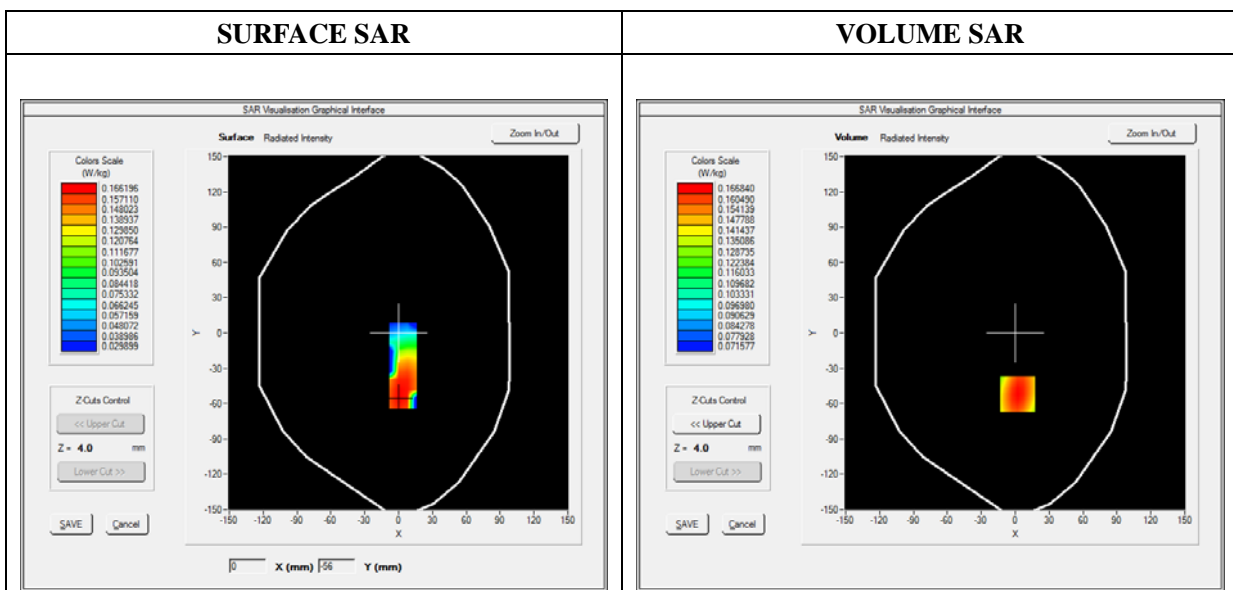 SURFACE SAR
VOLUME SAR
SAR Visualisation Graphical Interface
Surface Radiated Intensity
Zoom In/Out
Colors Scale
(W/kg)
0.166196
0.157110
0.148023
0.138937
0.129850
0.120764
0.111677
0.102591
0.093504
0.084418
0.075332
0.066245
0.057159
0.048072
0.038986
0.029899
150
120
90
60
30
0
-30
-60
-90
-120
-150
Y
-150 -120 -90 -60 -30 0 30 60 90 120 150
X
Z-Cuts Control
<< Upper Cut
Z = 4.0 mm
Lower Cut >>
SAVE Cancel
0 X (mm) -56 Y (mm)
SAR Visualisation Graphical Interface
Volume Radiated Intensity
Zoom In/Out
Colors Scale
(W/kg)
0.166840
0.160490
0.154139
0.147788
0.141437
0.135086
0.128735
0.122384
0.116033
0.109682
0.103331
0.096980
0.090629
0.084278
0.077928
0.071577
150
120
90
60
30
0
-30
-60
-90
-120
-150
Y
-150 -120 -90 -60 -30 0 30 60 90 120 150
X
Z-Cuts Control
<< Upper Cut
Z = 4.0 mm
Lower Cut >>
SAVE Cancel